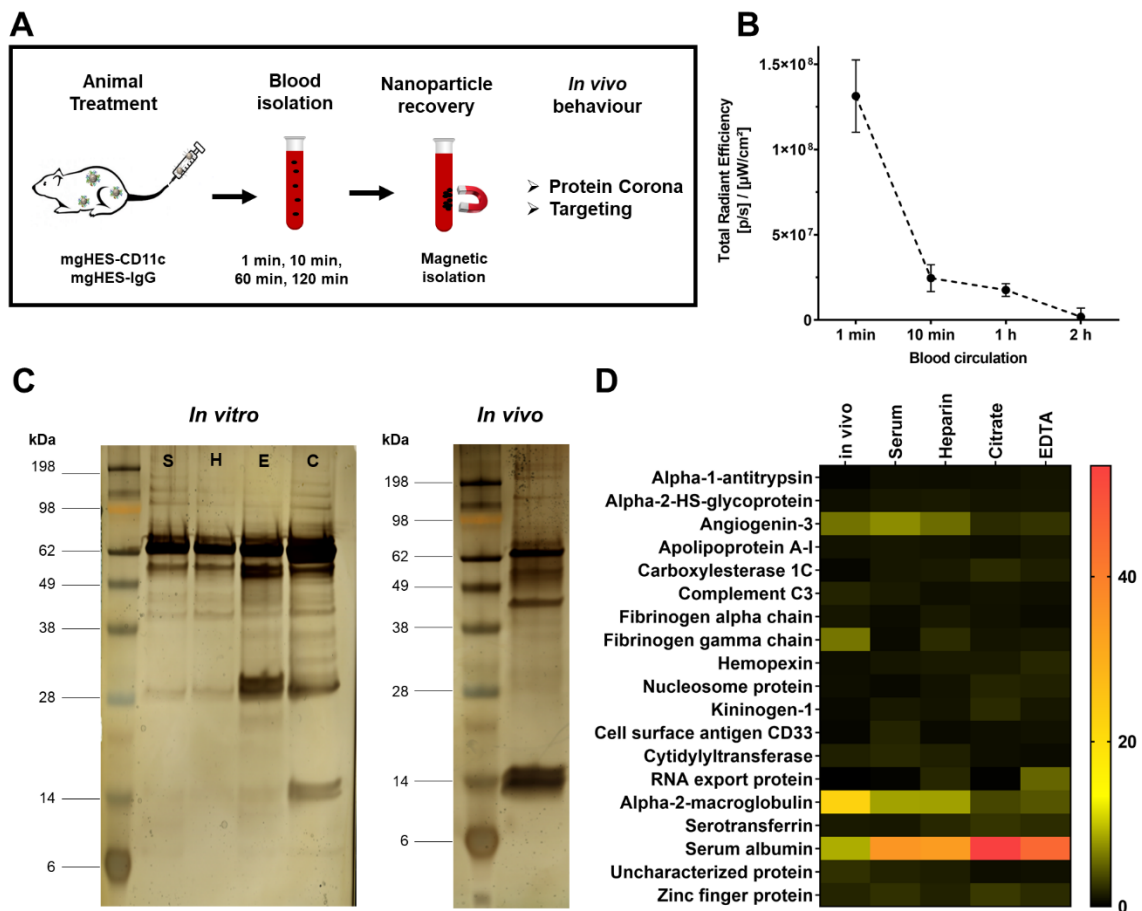 A
Animal
Treatment
Blood
isolation
Nanoparticle
recovery
In vivo
behaviour
➢ Protein Corona
➢ Targeting
mgHES-CD11c
mgHES-IgG
1 min, 10 min,
60 min, 120 min
Magnetic
isolation
B
Total Radiant Efficiency
[p/s] / [µW/cm²]
1.5×10⁸
1×10⁸
5×10⁷
0
1 min
10 min
1 h
2 h
Blood circulation
C
In vitro
kDa
S H E C
198
98
62
49
38
28
14
6
In vivo
kDa
198
98
62
49
38
28
14
6
D
in vivo
Serum
Heparin
Citrate
EDTA
Alpha-1-antitrypsin
Alpha-2-HS-glycoprotein
Angiogenin-3
Apolipoprotein A-I
Carboxylesterase 1C
Complement C3
Fibrinogen alpha chain
Fibrinogen gamma chain
Hemopexin
Nucleosome protein
Kininogen-1
Cell surface antigen CD33
Cytidylyltransferase
RNA export protein
Alpha-2-macroglobulin
Serotransferrin
Serum albumin
Uncharacterized protein
Zinc finger protein
40
20
0